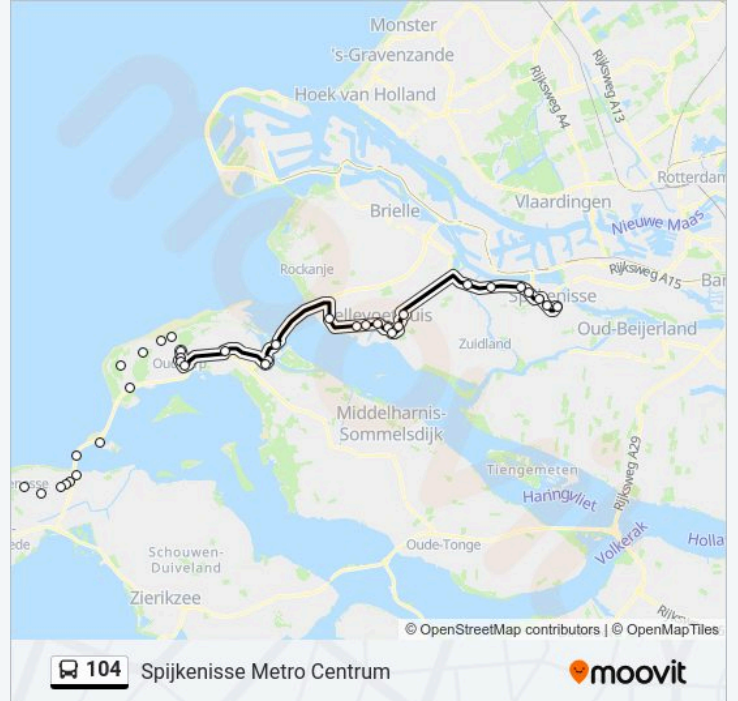 Monster
's-Gravenzande
Hoek van Holland
Rijksweg A4
Rijksweg A13
Rotterdam
Vlaardingen
Brielle
Nieuwe Maas
Rockanje
Rijksweg A15
Spijkenisse
Oud-Beijerland
Zuidland
Middelharnis-
Sommelsdijk
Tiengemeten
Haringvliet
Rijksweg A29
Volkerak
Oude-Tonge
Schouwen-
Duiveland
Zierikzee
© OpenStreetMap contributors | © OpenMapTiles
104 Spijkenisse Metro Centrum
moovit